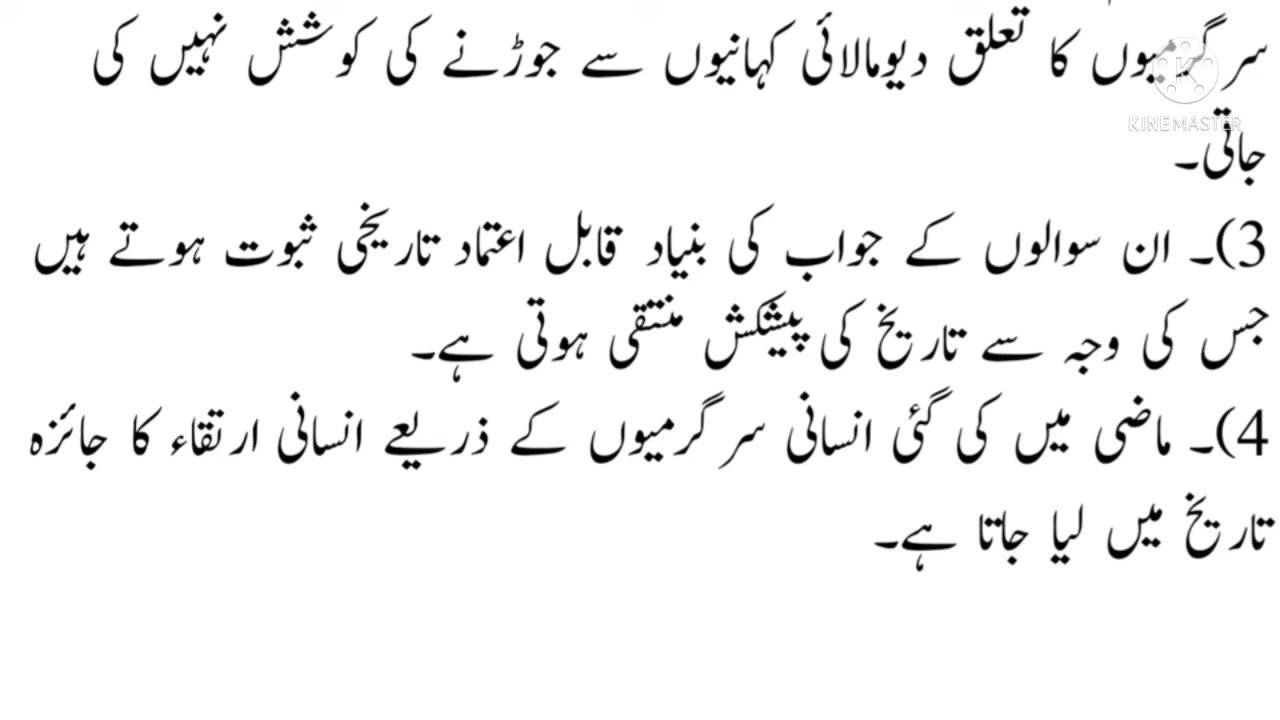 سرگرمیوں کا تعلق دیومالائی کہانیوں سے جوڑنے کی کوشش نہیں کی
KINEMASTER
جاتی۔
3)۔ ان سوالوں کے جواب کی بنیاد قابل اعتماد تاریخی ثبوت ہوتے ہیں
جس کی وجہ سے تاریخ کی پیشکش منتقی ہوتی ہے۔
4)۔ ماضی میں کی گئی انسانی سرگرمیوں کے ذریعے انسانی ارتقاء کا جائزہ
تاریخ میں لیا جاتا ہے۔